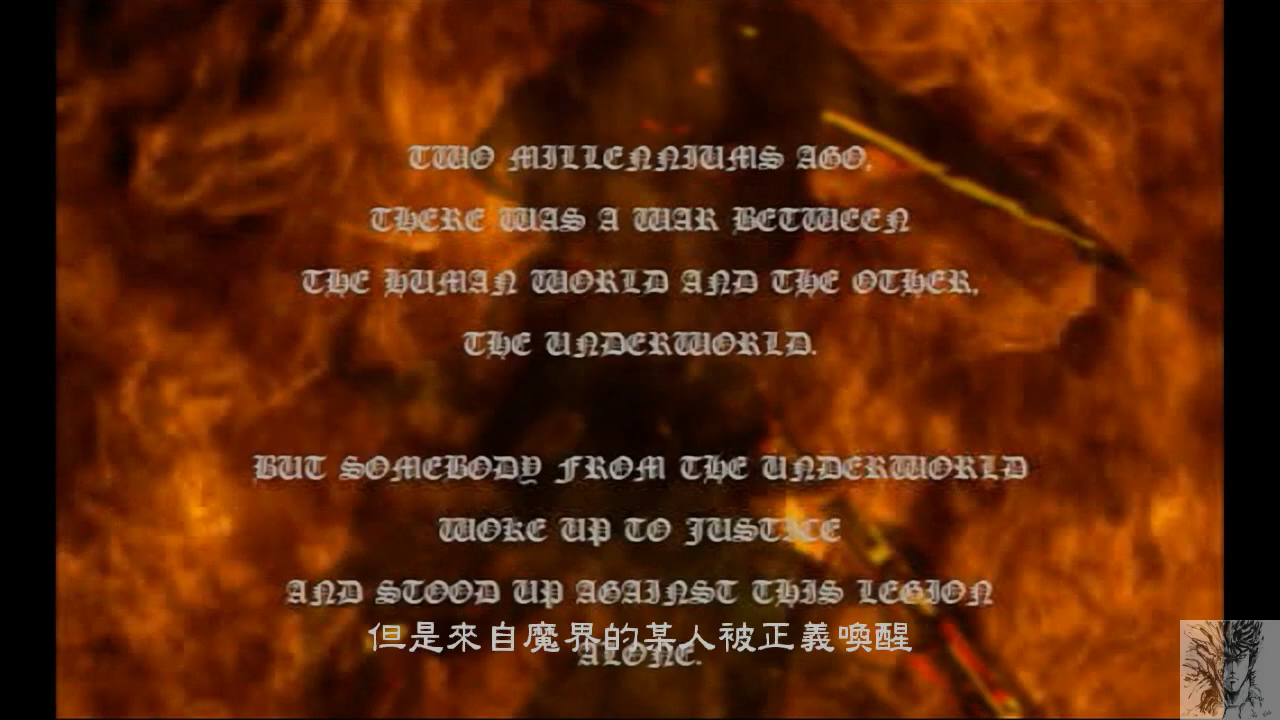 TWO MILLENNIUMS AGO,
THERE WAS A WAR BETWEEN
THE HUMAN WORLD AND THE OTHER,
THE UNDERWORLD.
BUT SOMEBODY FROM THE UNDERWORLD
WOKE UP TO JUSTICE
AND STOOD UP AGAINST THIS LEGION
但是來自魔界的某人被正義喚醒
ALONE.